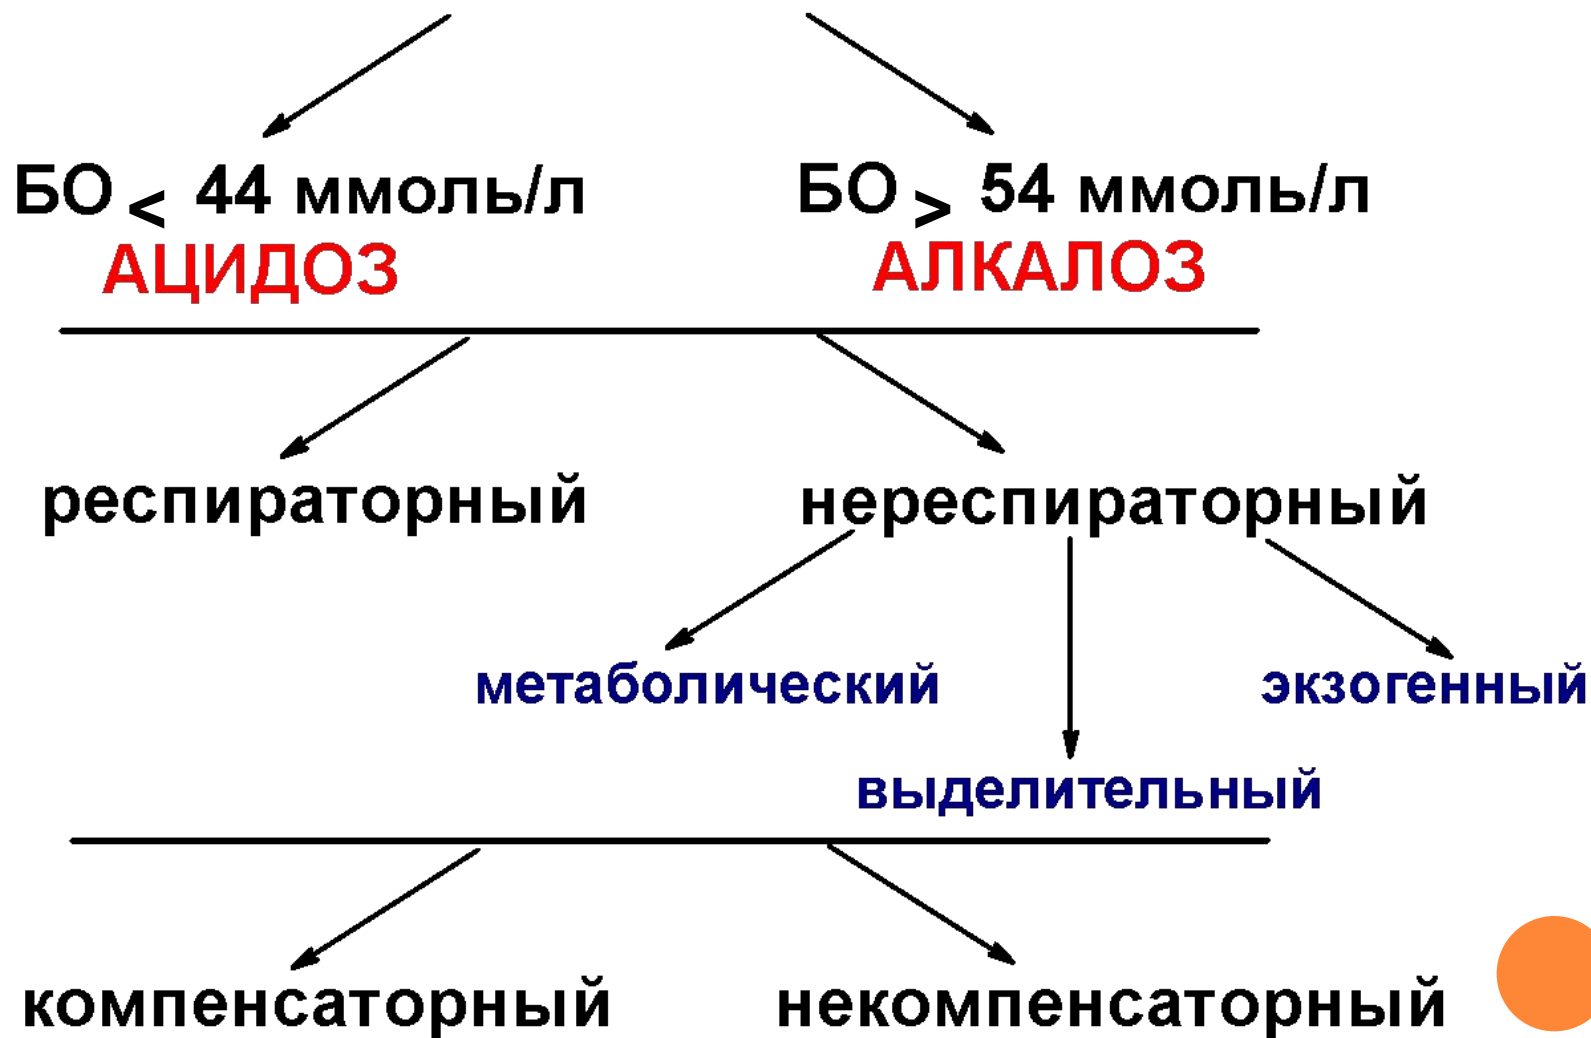 БО < 44 ммоль/л БО > 54 ммоль/л
АЦИДОЗ АЛКАЛОЗ
респираторный нереспираторный
метаболический экзогенный
выделительный
компенсаторный некомпенсаторный